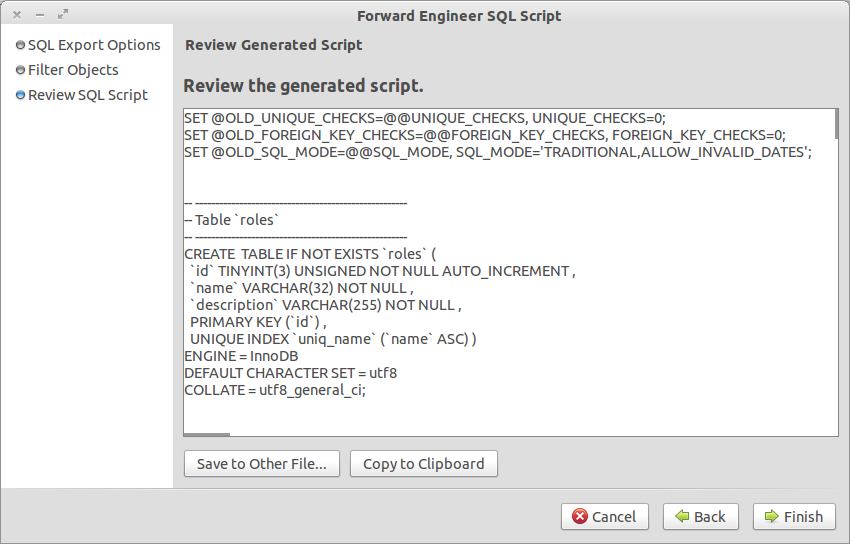 Forward Engineer SQL Script
SQL Export Options
Filter Objects
Review SQL Script
Review Generated Script
Review the generated script.
SET @OLD_UNIQUE_CHECKS=@@UNIQUE_CHECKS, UNIQUE_CHECKS=0;
SET @OLD_FOREIGN_KEY_CHECKS=@@FOREIGN_KEY_CHECKS, FOREIGN_KEY_CHECKS=0;
SET @OLD_SQL_MODE=@@SQL_MODE, SQL_MODE='TRADITIONAL,ALLOW_INVALID_DATES';
-- -----------------------------------------------------
-- Table `roles`
-- -----------------------------------------------------
CREATE  TABLE IF NOT EXISTS `roles` (
  `id` TINYINT(3) UNSIGNED NOT NULL AUTO_INCREMENT ,
  `name` VARCHAR(32) NOT NULL ,
  `description` VARCHAR(255) NOT NULL ,
  PRIMARY KEY (`id`) ,
  UNIQUE INDEX `uniq_name` (`name` ASC) )
ENGINE = InnoDB
DEFAULT CHARACTER SET = utf8
COLLATE = utf8_general_ci;
Save to Other File...
Copy to Clipboard
Cancel
Back
Finish